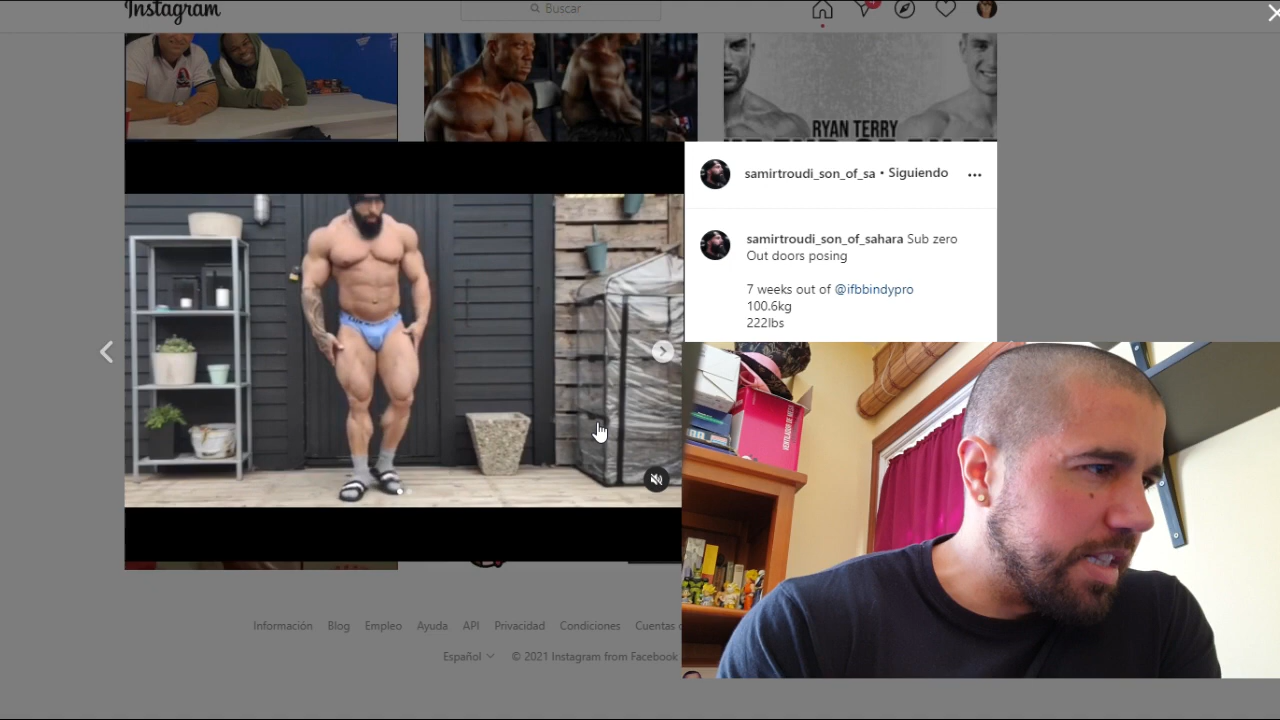 Instagram
Buscar
RYAN TERRY
samirtroudi_son_of_sa • Siguiendo
samirtroudi_son_of_sahara Sub zero
Out doors posing
7 weeks out of @ifbbindypro
100.6kg
222lbs
Información Blog Empleo Ayuda API Privacidad Condiciones Cuentas
Español © 2021 Instagram from Facebook